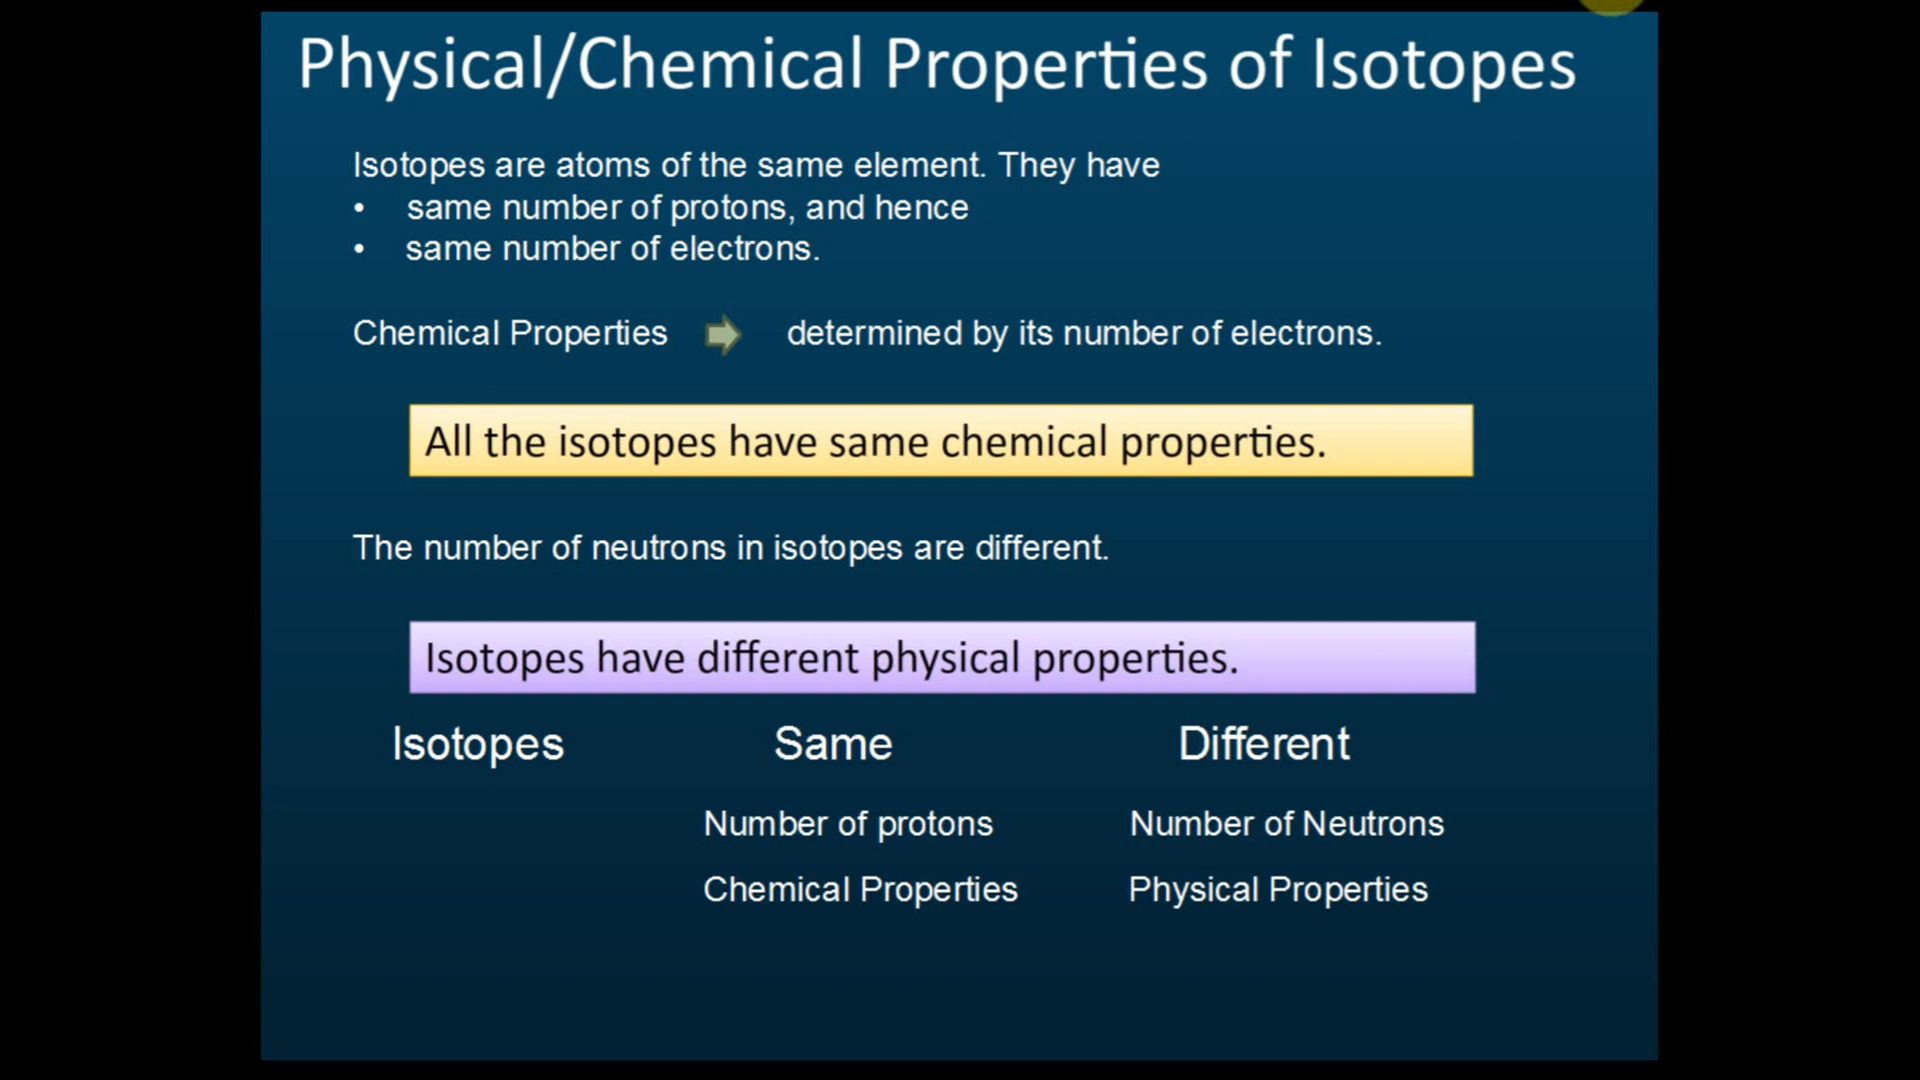 Physical/Chemical Properties of Isotopes
Isotopes are atoms of the same element. They have
• same number of protons, and hence
• same number of electrons.
Chemical Properties determined by its number of electrons.
All the isotopes have same chemical properties.
The number of neutrons in isotopes are different.
Isotopes have different physical properties.
Isotopes Same Different
Number of protons Number of Neutrons
Chemical Properties Physical Properties